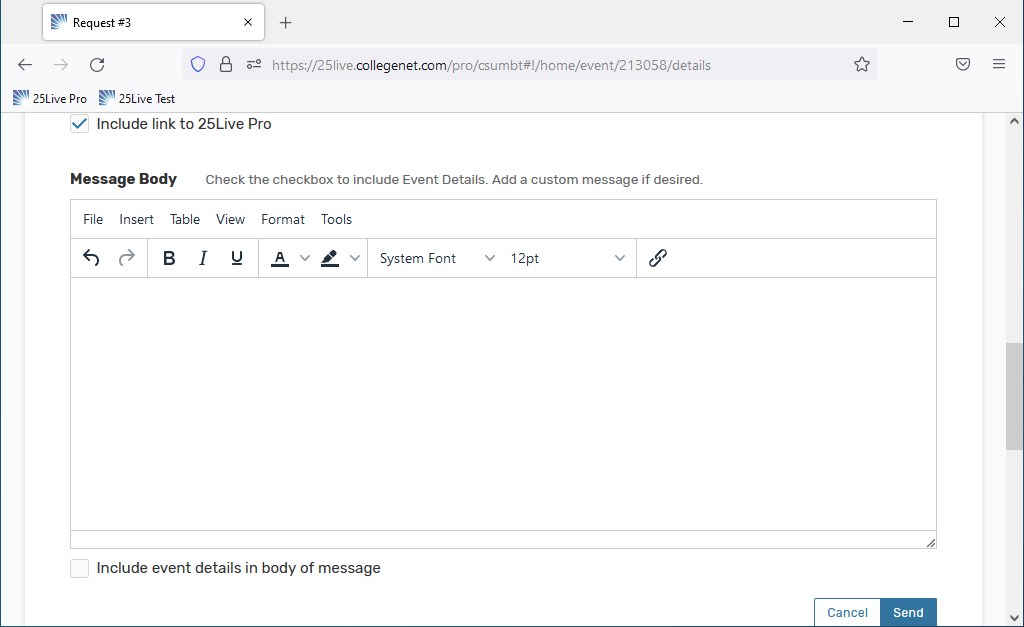 Request #3
https://25live.collegenet.com/pro/csumbt#!/home/event/213058/details
25Live Pro 25Live Test
Include link to 25Live Pro
Message Body Check the checkbox to include Event Details. Add a custom message if desired.
File Insert Table View Format Tools
B I U A System Font 12pt
Include event details in body of message
Cancel Send